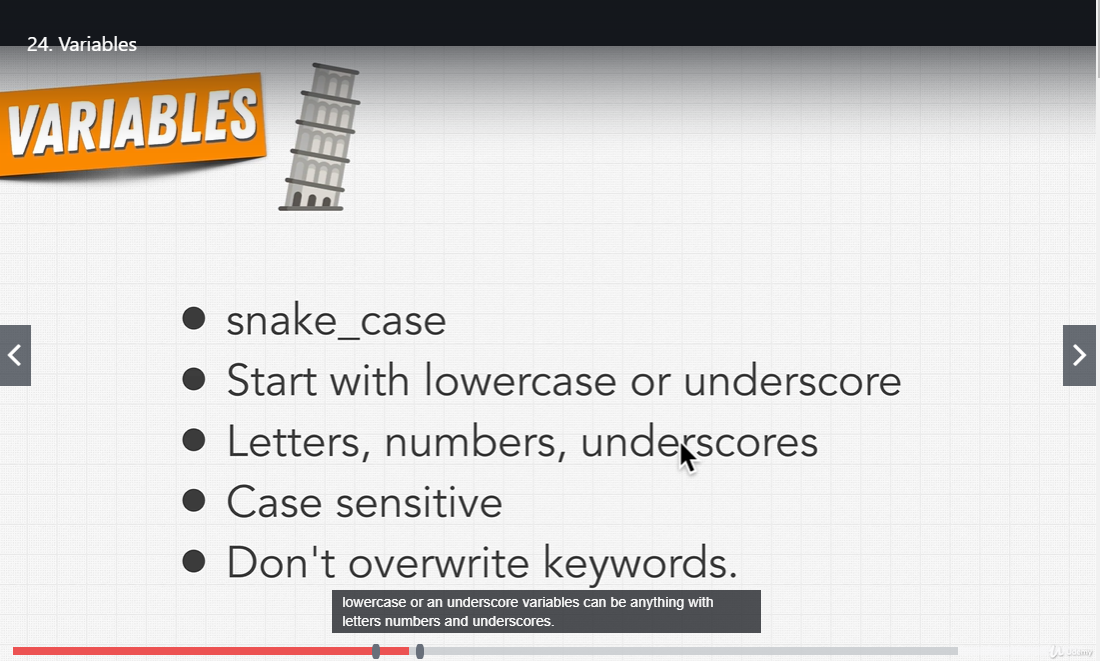 24. Variables
VARIABLES
snake_case
Start with lowercase or underscore
Letters, numbers, underscores
Case sensitive
Don't overwrite keywords.
lowercase or an underscore variables can be anything with
letters numbers and underscores.
Udemy